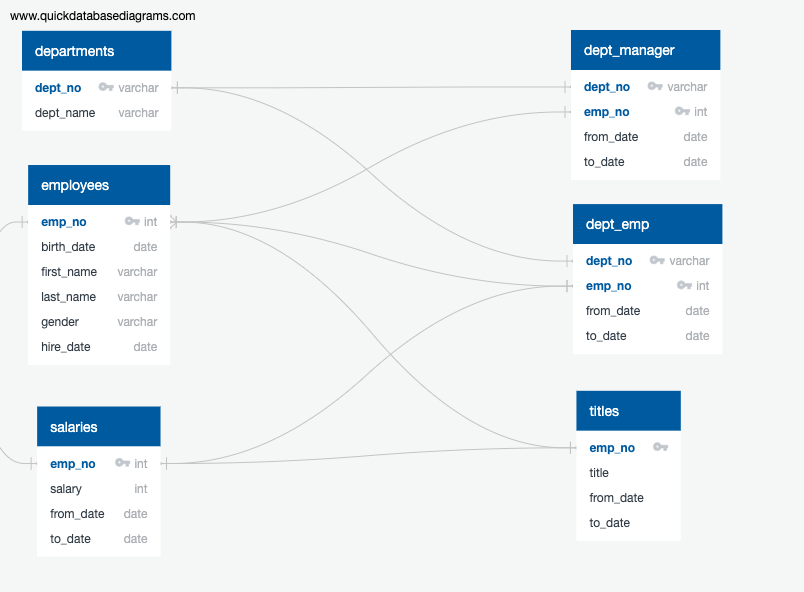 www.quickdatabasediagrams.com
departments
dept_no varchar
dept_name varchar
employees
emp_no int
birth_date date
first_name varchar
last_name varchar
gender varchar
hire_date date
salaries
emp_no int
salary int
from_date date
to_date date
dept_manager
dept_no varchar
emp_no int
from_date date
to_date date
dept_emp
dept_no varchar
emp_no int
from_date date
to_date date
titles
emp_no
title
from_date
to_date